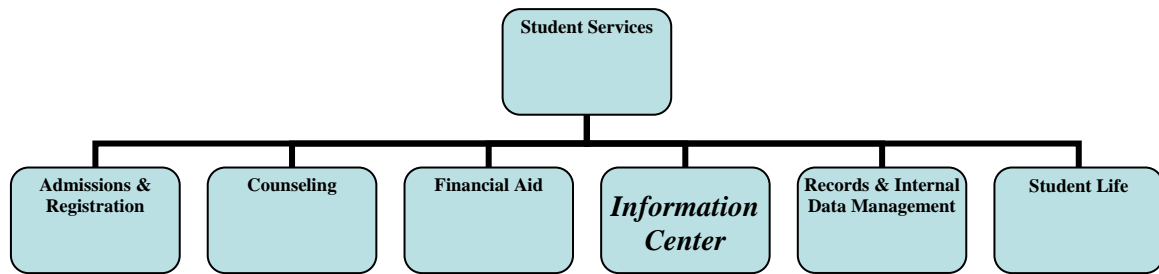 Student Services
Admissions &
Registration
Counseling
Financial Aid
Information
Center
Records & Internal
Data Management
Student Life